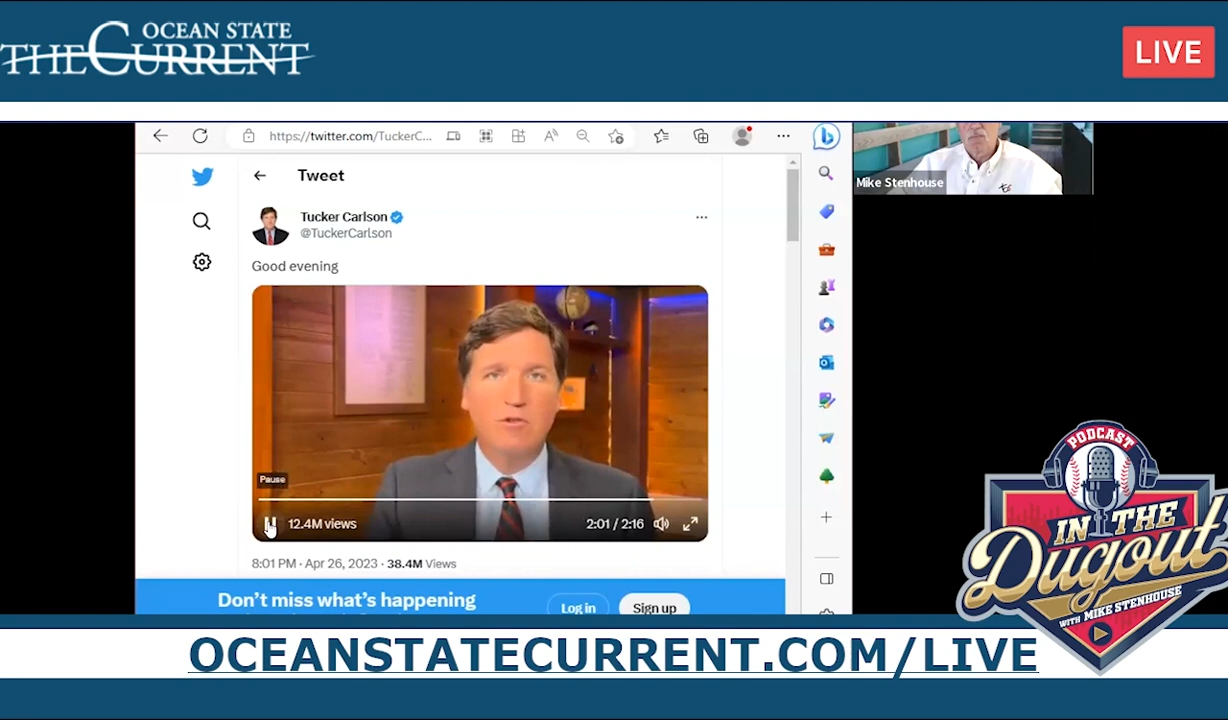 OCEAN STATE
THE CURRENT
LIVE
https://twitter.com/TuckerC...
Mike Stenhouse
Tweet
Tucker Carlson
@TuckerCarlson
Good evening
Pause
12.4M views
2:01 / 2:16
8:01 PM · Apr 26, 2023 · 38.4M Views
Don't miss what's happening
Log in
Sign up
PODCAST
IN THE
Dugout
WITH MIKE STENHOUSE
OCEANSTATECURRENT.COM/LIVE